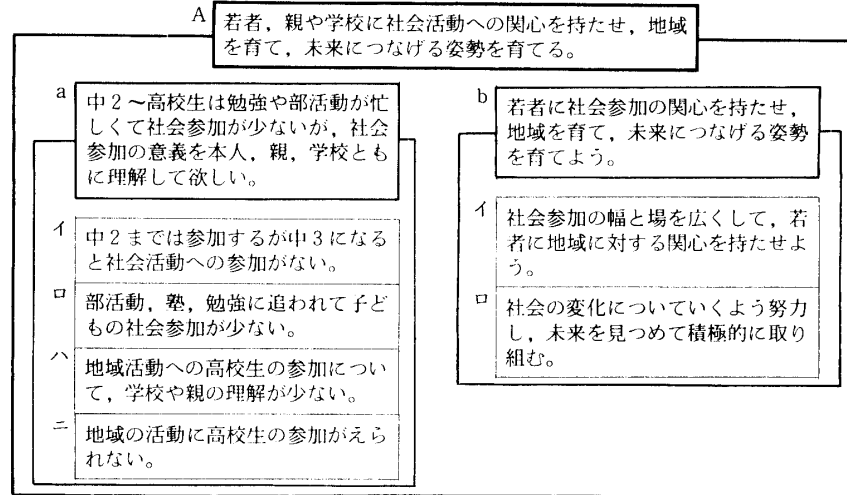 A
若者，親や学校に社会活動への関心を持たせ，地域
を育て，未来につなげる姿勢を育てる。
a
中2～高校生は勉強や部活動が忙
しくて社会参加が少ないが，社会
参加の意義を本人，親，学校とも
に理解して欲しい。
イ
中2までは参加するが中3になる
と社会活動への参加がない。
ロ
部活動，塾，勉強に追われて子ど
もの社会参加が少ない。
ハ
地域活動への高校生の参加につい
て，学校や親の理解が少ない。
ニ
地域の活動に高校生の参加がえら
れない。
b
若者に社会参加の関心を持たせ，
地域を育て，未来につなげる姿勢
を育てよう。
イ
社会参加の幅と場を広くして，若
者に地域に対する関心を持たせよ
う。
ロ
社会の変化についていくよう努力
し，未来を見つめて積極的に取り
組む。